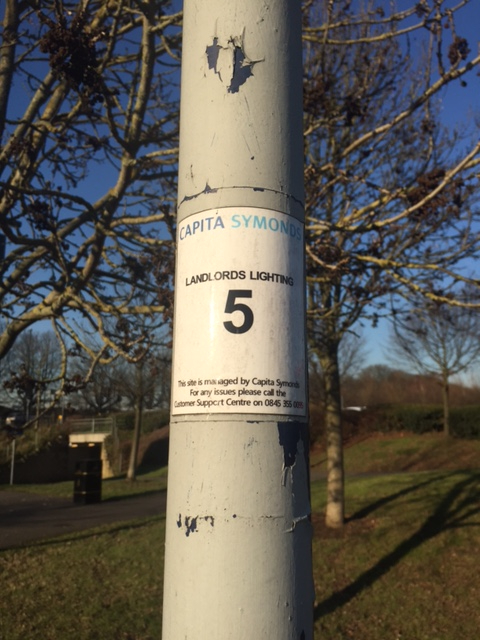 CAPITA SYMONDS
LANDLORDS LIGHTING
5
This site is managed by Capita Symonds
For any issues please call the
Customer Support Centre on 0845 355